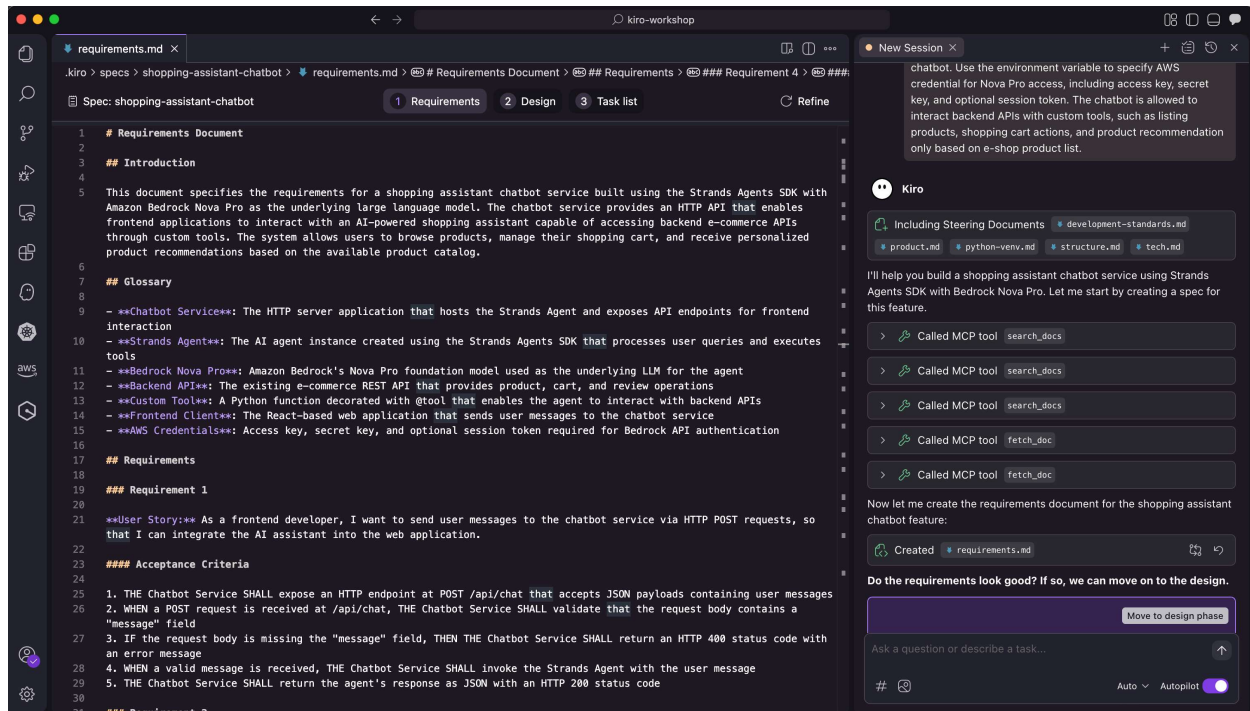 kiro-workshop
requirements.md
.kiro > specs > shopping-assistant-chatbot > requirements.md > # Requirements Document > ## Requirements > ### Requirement 4 > ####
Spec: shopping-assistant-chatbot
1 Requirements
2 Design
3 Task list
Refine
1 # Requirements Document
2
3 ## Introduction
4
5 This document specifies the requirements for a shopping assistant chatbot service built using the Strands Agents SDK with
Amazon Bedrock Nova Pro as the underlying large language model. The chatbot service provides an HTTP API that enables
frontend applications to interact with an AI-powered shopping assistant capable of accessing backend e-commerce APIs
through custom tools. The system allows users to browse products, manage their shopping cart, and receive personalized
product recommendations based on the available product catalog.
6
7 ## Glossary
8
9 - **Chatbot Service**: The HTTP server application that hosts the Strands Agent and exposes API endpoints for frontend
interaction
10 - **Strands Agent**: The AI agent instance created using the Strands Agents SDK that processes user queries and executes
tools
11 - **Bedrock Nova Pro**: Amazon Bedrock's Nova Pro foundation model used as the underlying LLM for the agent
12 - **Backend API**: The existing e-commerce REST API that provides product, cart, and review operations
13 - **Custom Tool**: A Python function decorated with @tool that enables the agent to interact with backend APIs
14 - **Frontend Client**: The React-based web application that sends user messages to the chatbot service
15 - **AWS Credentials**: Access key, secret key, and optional session token required for Bedrock API authentication
16
17 ## Requirements
18
19 ### Requirement 1
20
21 **User Story:** As a frontend developer, I want to send user messages to the chatbot service via HTTP POST requests, so
that I can integrate the AI assistant into the web application.
22
23 #### Acceptance Criteria
24
25 1. THE Chatbot Service SHALL expose an HTTP endpoint at POST /api/chat that accepts JSON payloads containing user messages
26 2. WHEN a POST request is received at /api/chat, THE Chatbot Service SHALL validate that the request body contains a
"message" field
27 3. IF the request body is missing the "message" field, THEN THE Chatbot Service SHALL return an HTTP 400 status code with
an error message
28 4. WHEN a valid message is received, THE Chatbot Service SHALL invoke the Strands Agent with the user message
29 5. THE Chatbot Service SHALL return the agent's response as JSON with an HTTP 200 status code
30
aws
New Session
chatbot. Use the environment variable to specify AWS
credential for Nova Pro access, including access key, secret
key, and optional session token. The chatbot is allowed to
interact backend APIs with custom tools, such as listing
products, shopping cart actions, and product recommendation
only based on e-shop product list.
Kiro
Including Steering Documents development-standards.md
product.md python-venv.md structure.md tech.md
I'll help you build a shopping assistant chatbot service using Strands
Agents SDK with Bedrock Nova Pro. Let me start by creating a spec for
this feature.
Called MCP tool search_docs
Called MCP tool search_docs
Called MCP tool search_docs
Called MCP tool fetch_doc
Called MCP tool fetch_doc
Now let me create the requirements document for the shopping assistant
chatbot feature:
Created requirements.md
Do the requirements look good? If so, we can move on to the design.
Move to design phase
Ask a question or describe a task...
# Auto Autopilot